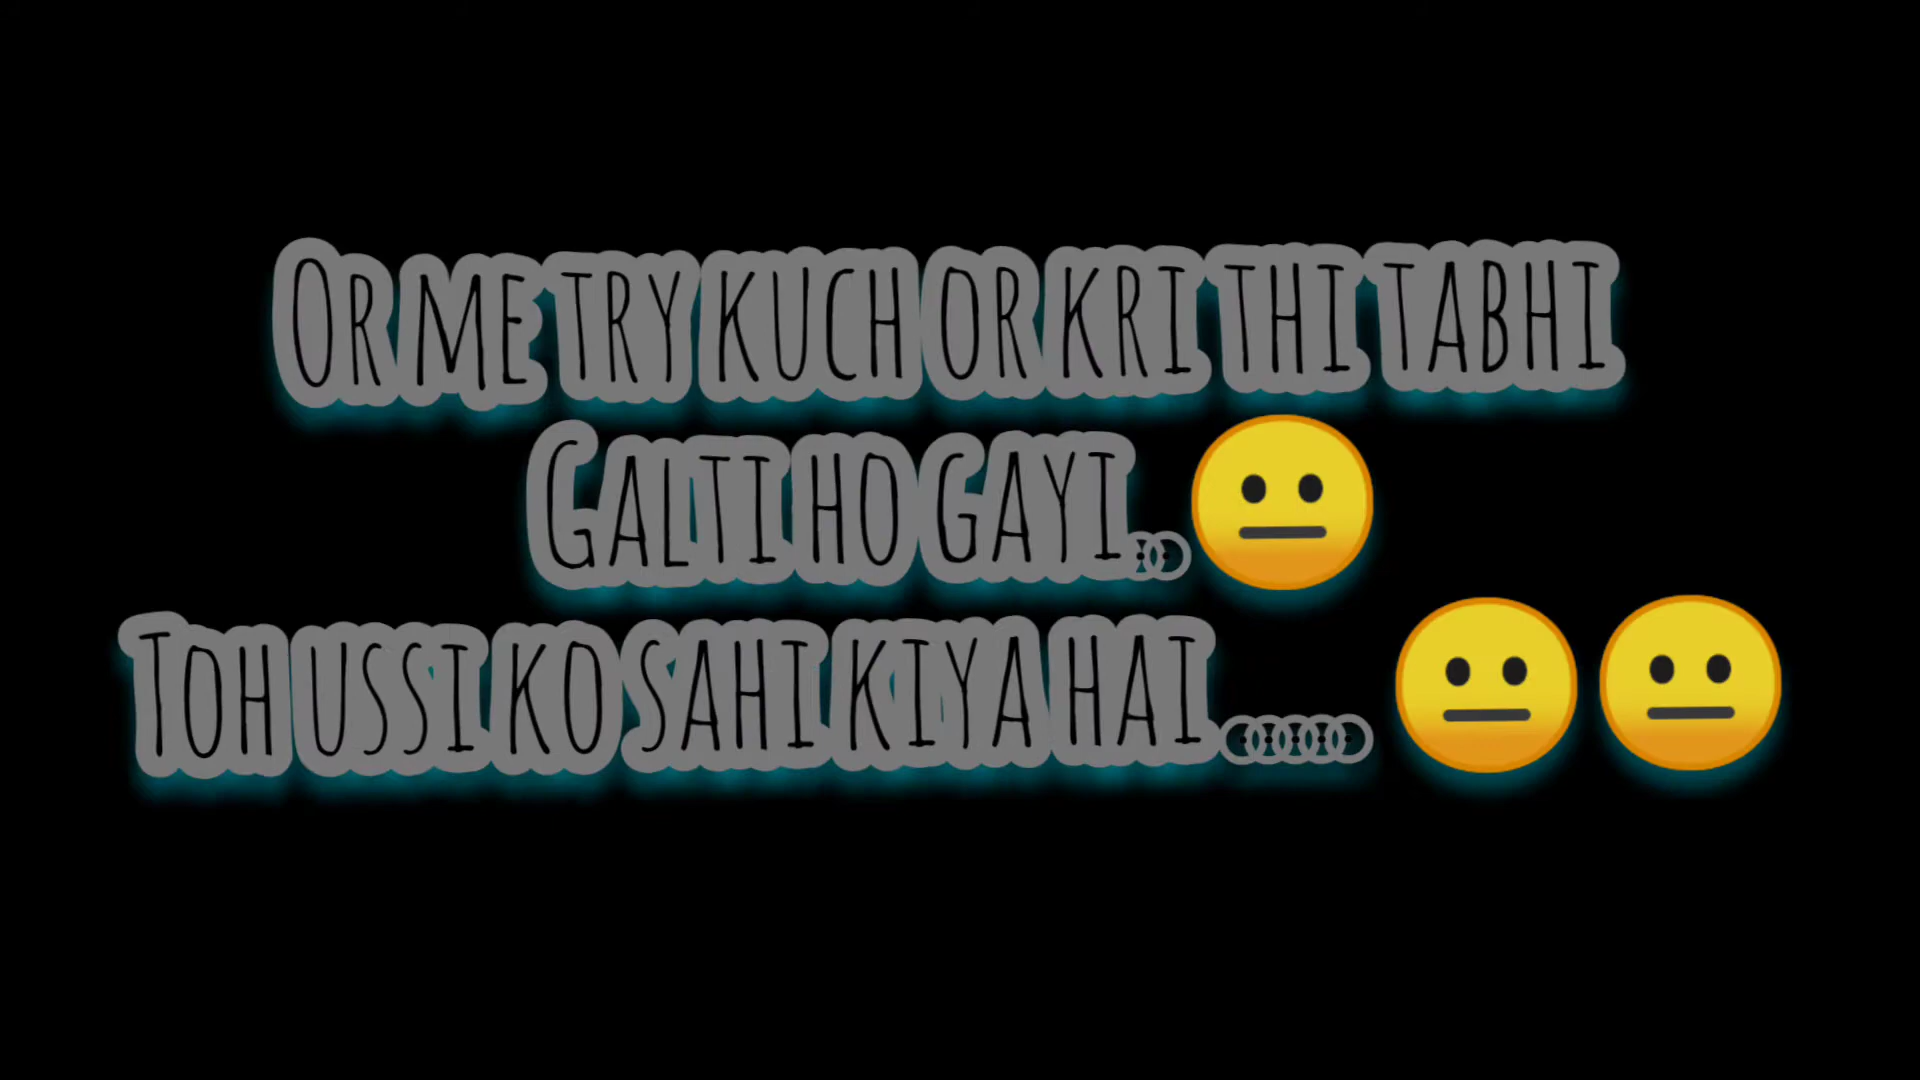 Or me try kuch or kri thi tabhi
Galti ho gayi..😐
Toh ussi ko sahi kiya hai..... 😐😐